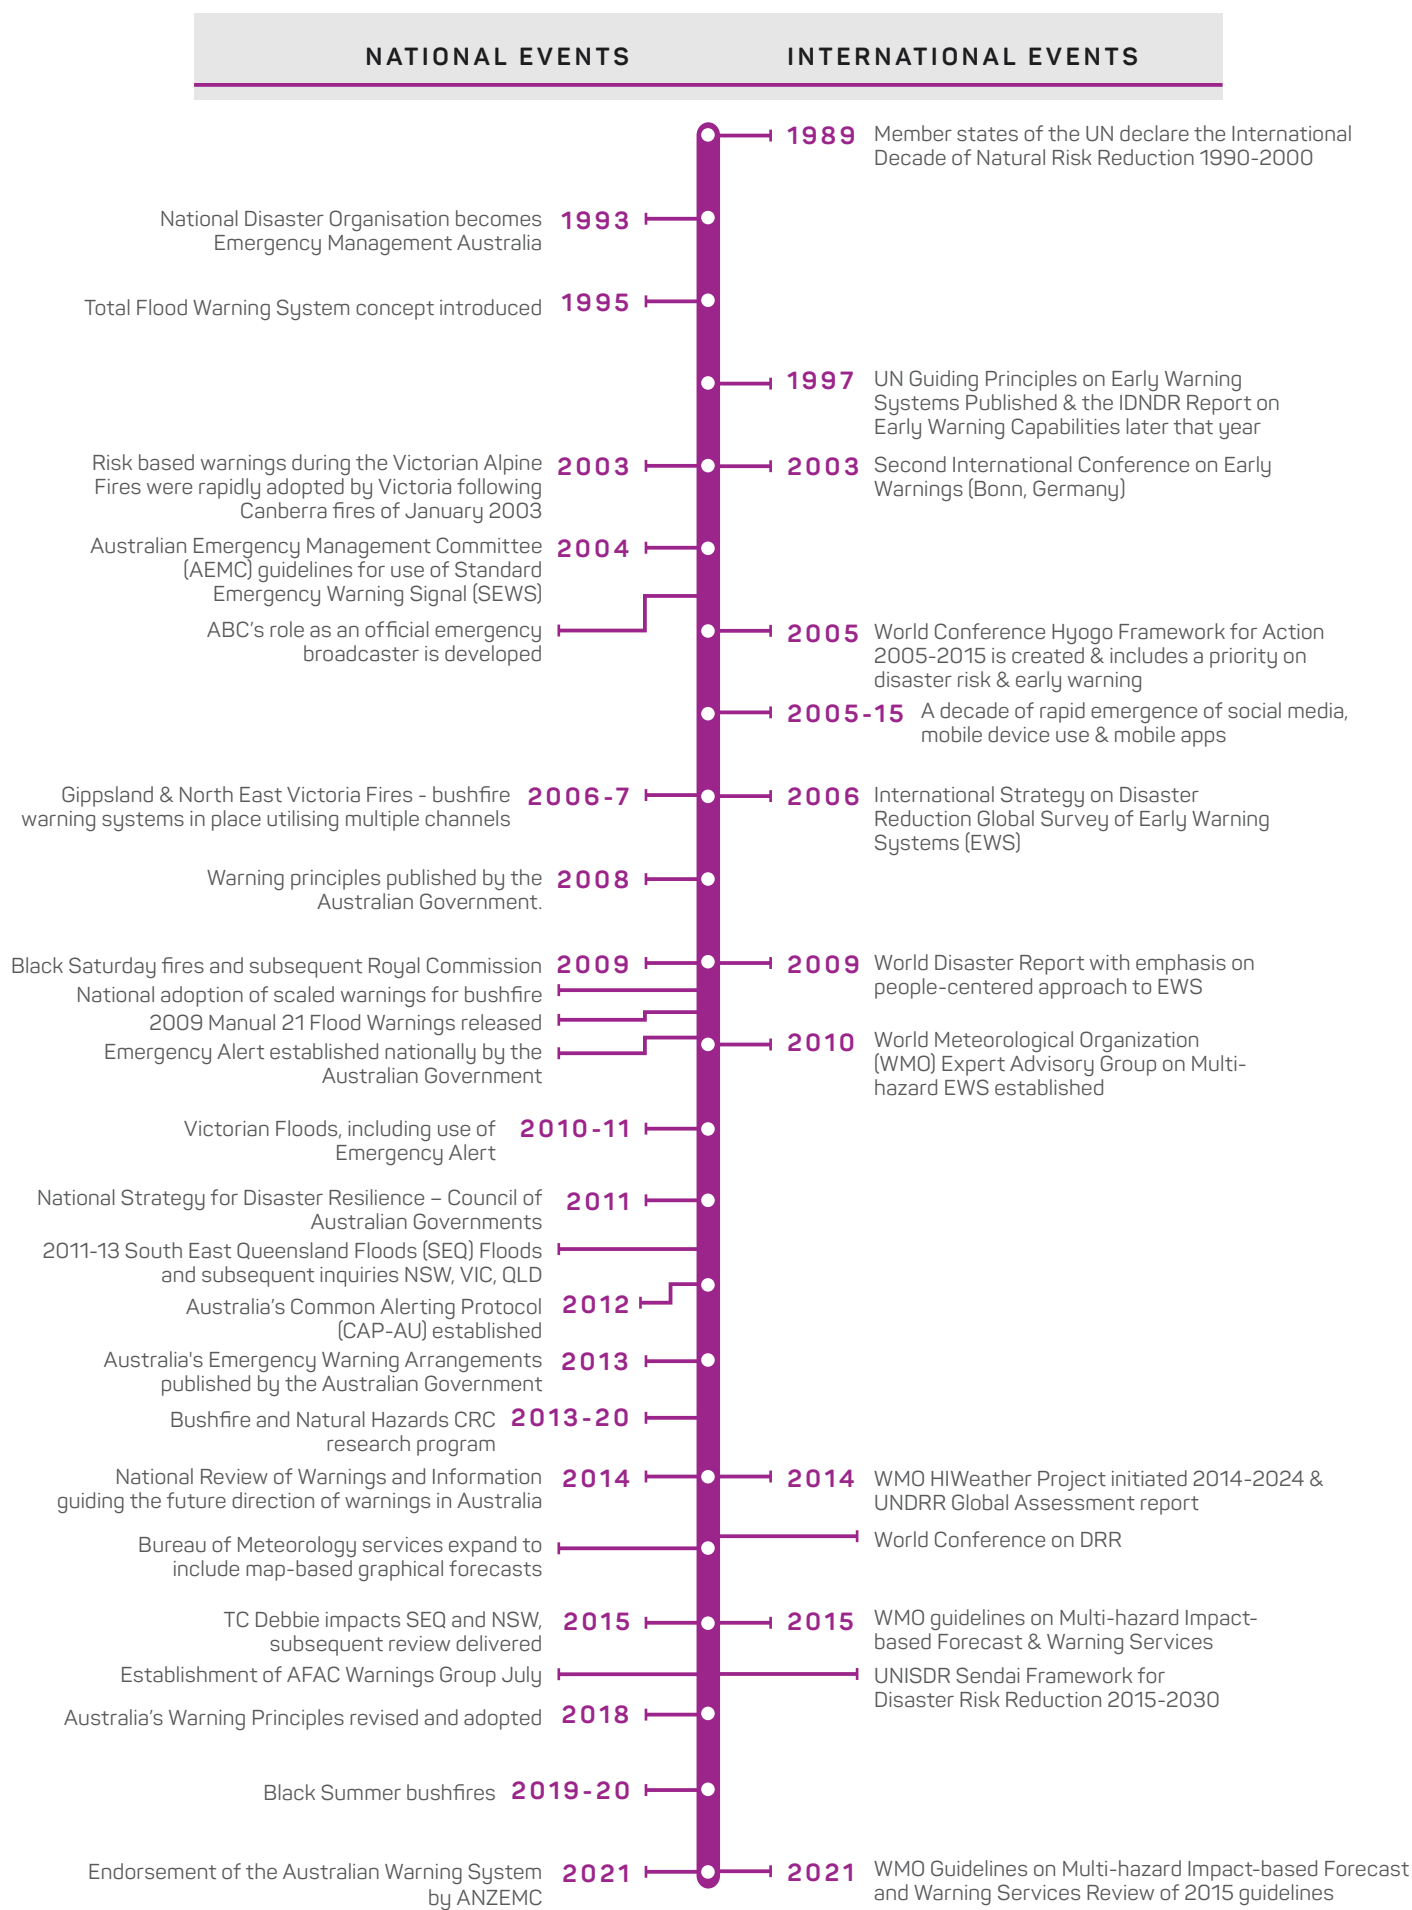 NATIONAL EVENTS
INTERNATIONAL EVENTS
1989
Member states of the UN declare the International
Decade of Natural Risk Reduction 1990-2000
National Disaster Organisation becomes
Emergency Management Australia
1993
Total Flood Warning System concept introduced
1995
1997
UN Guiding Principles on Early Warning
Systems Published & the IDNDR Report on
Early Warning Capabilities later that year
Risk based warnings during the Victorian Alpine
Fires were rapidly adopted by Victoria following
Canberra fires of January 2003
2003
2003
Second International Conference on Early
Warnings (Bonn, Germany)
Australian Emergency Management Committee
(AEMC) guidelines for use of Standard
Emergency Warning Signal (SEWS)
2004
ABC's role as an official emergency
broadcaster is developed
2005
World Conference Hyogo Framework for Action
2005-2015 is created & includes a priority on
disaster risk & early warning
2005-15
A decade of rapid emergence of social media,
mobile device use & mobile apps
Gippsland & North East Victoria Fires - bushfire
warning systems in place utilising multiple channels
2006-7
2006
International Strategy on Disaster
Reduction Global Survey of Early Warning
Systems (EWS)
Warning principles published by the
Australian Government.
2008
Black Saturday fires and subsequent Royal Commission
2009
2009
World Disaster Report with emphasis on
people-centered approach to EWS
National adoption of scaled warnings for bushfire
2009 Manual 21 Flood Warnings released
Emergency Alert established nationally by the
Australian Government
2010
World Meteorological Organization
(WMO) Expert Advisory Group on Multi-
hazard EWS established
Victorian Floods, including use of
Emergency Alert
2010-11
National Strategy for Disaster Resilience – Council of
Australian Governments
2011
2011-13 South East Queensland Floods (SEQ) Floods
and subsequent inquiries NSW, VIC, QLD
Australia's Common Alerting Protocol
(CAP-AU) established
2012
Australia's Emergency Warning Arrangements
published by the Australian Government
2013
Bushfire and Natural Hazards CRC
research program
2013-20
National Review of Warnings and Information
guiding the future direction of warnings in Australia
2014
2014
WMO HIWeather Project initiated 2014-2024 &
UNDRR Global Assessment report
Bureau of Meteorology services expand to
include map-based graphical forecasts
World Conference on DRR
TC Debbie impacts SEQ and NSW,
subsequent review delivered
2015
2015
WMO guidelines on Multi-hazard Impact-
based Forecast & Warning Services
Establishment of AFAC Warnings Group July
UNISDR Sendai Framework for
Disaster Risk Reduction 2015-2030
Australia's Warning Principles revised and adopted
2018
Black Summer bushfires
2019-20
Endorsement of the Australian Warning System
by ANZEMC
2021
2021
WMO Guidelines on Multi-hazard Impact-based Forecast
and Warning Services Review of 2015 guidelines